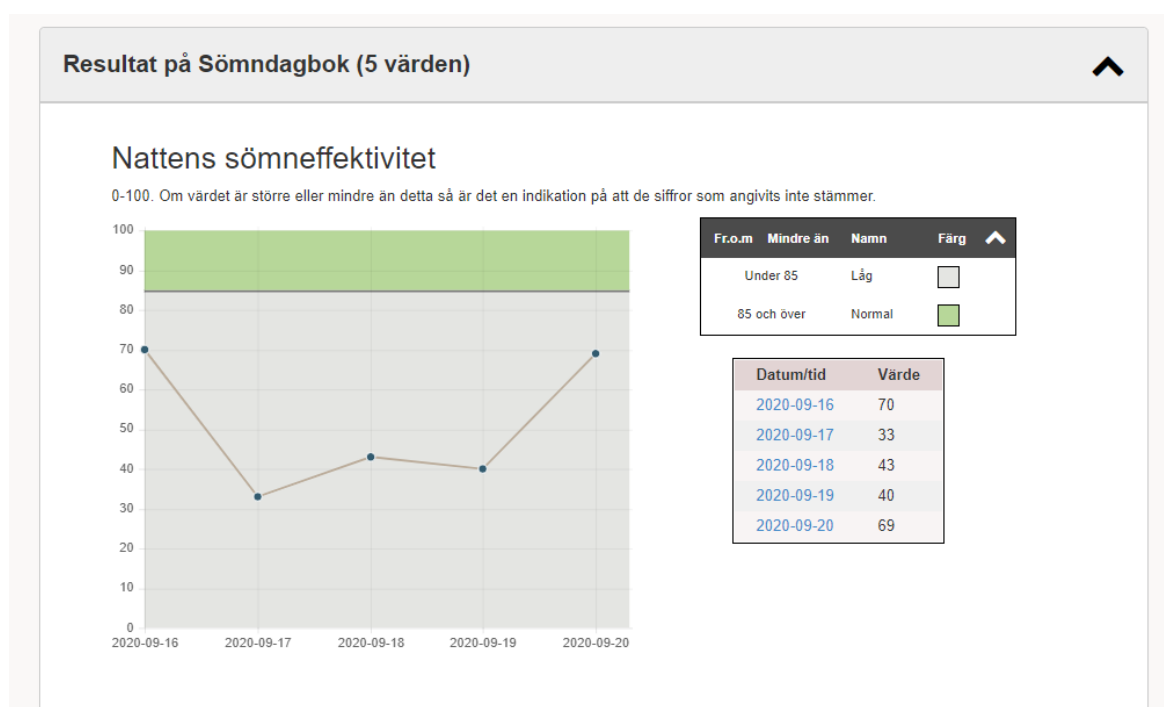 Resultat på Sömndagbok (5 värden)
Nattens sömneffektivitet
0-100. Om värdet är större eller mindre än detta så är det en indikation på att de siffror som angivits inte stämmer.
100
90
80
70
60
50
40
30
20
10
0
2020-09-16 2020-09-17 2020-09-18 2020-09-19 2020-09-20
Fr.o.m Mindre än Namn Färg
Under 85 Låg
85 och över Normal
Datum/tid Värde
2020-09-16 70
2020-09-17 33
2020-09-18 43
2020-09-19 40
2020-09-20 69